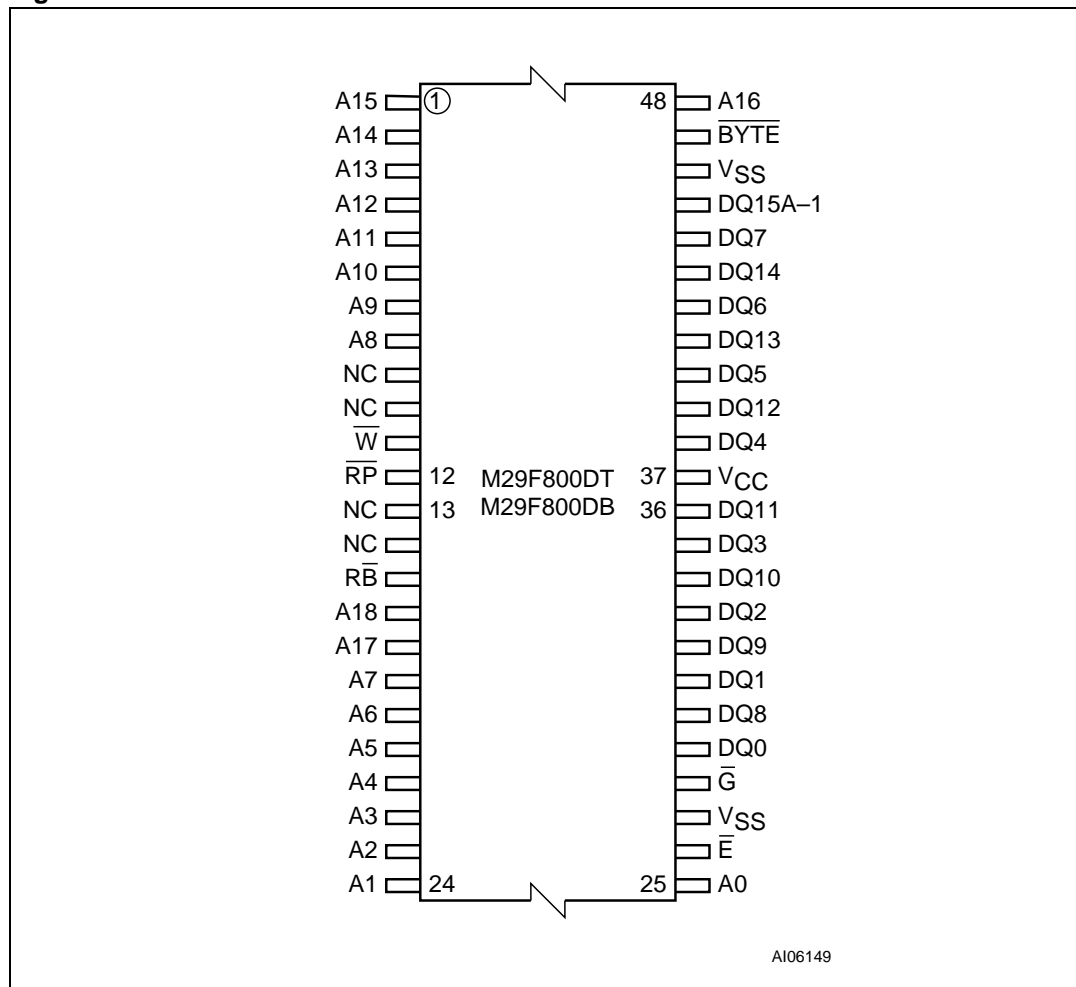 A15 1 48 A16
A14 B̅Y̅T̅E̅
A13 VSS
A12 DQ15A–1
A11 DQ7
A10 DQ14
A9 DQ6
A8 DQ13
NC DQ5
NC DQ12
W̅ DQ4
R̅P̅ 12 M29F800DT 37 VCC
NC 13 M29F800DB 36 DQ11
NC DQ3
RB̅ DQ10
A18 DQ2
A17 DQ9
A7 DQ1
A6 DQ8
A5 DQ0
A4 G̅
A3 VSS
A2 E̅
A1 24 25 A0
AI06149